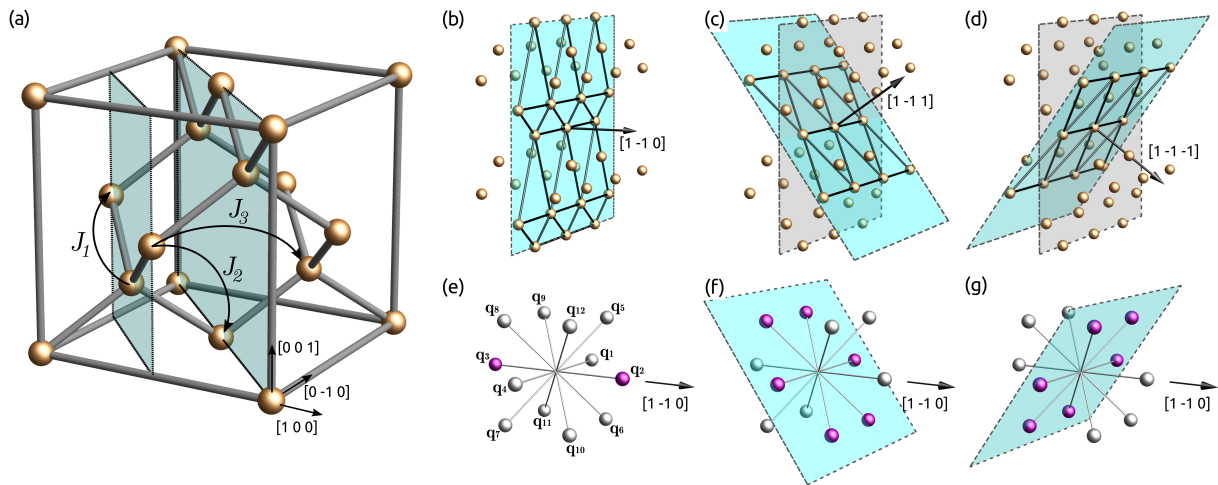 (a)
J1
J3
J2
[0 0 1]
[0 -1 0]
[1 0 0]
(b)
[1 -1 0]
(c)
[1 -1 1]
(d)
[1 -1 -1]
(e)
q9
q8
q12
q5
q3
q1
q4
q2
[1 -1 0]
q7
q11
q6
q10
(f)
[1 -1 0]
(g)
[1 -1 0]